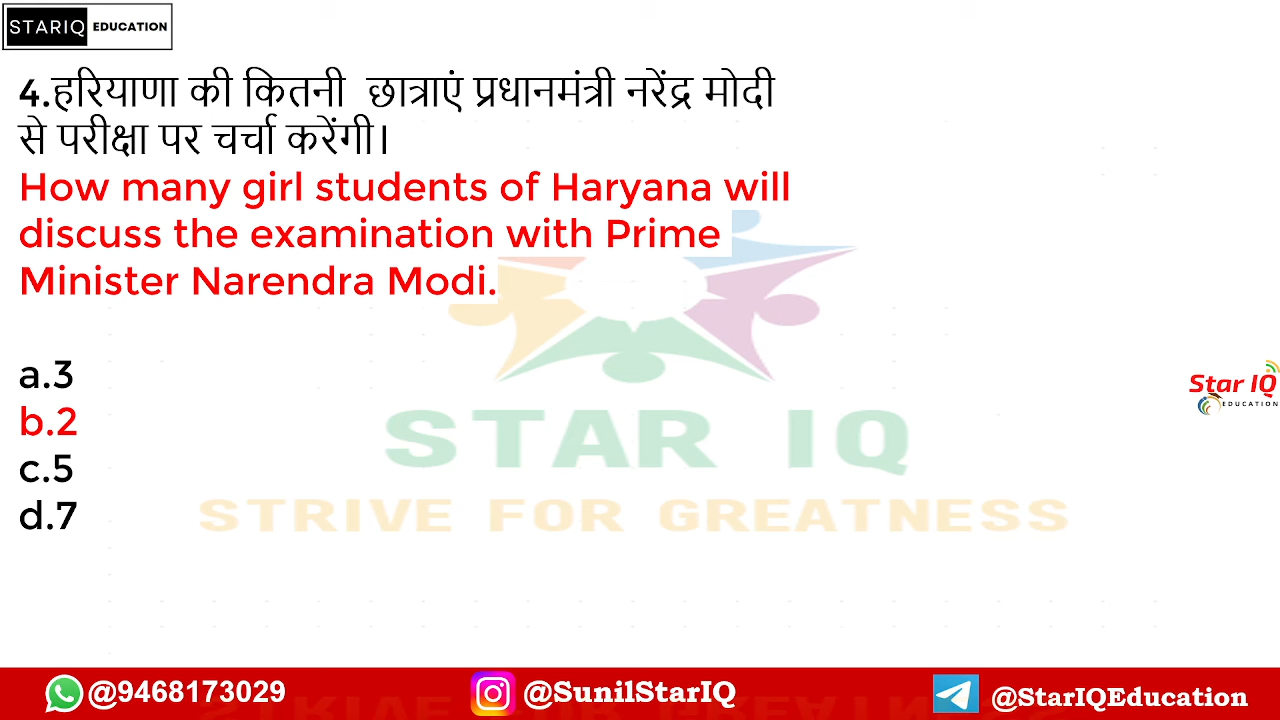 STARIQ EDUCATION
4.हरियाणा की कितनी छात्राएं प्रधानमंत्री नरेंद्र मोदी
से परीक्षा पर चर्चा करेंगी।
How many girl students of Haryana will
discuss the examination with Prime
Minister Narendra Modi.
a.3
b.2
c.5
d.7
Star IQ
EDUCATION
STAR IQ
STRIVE FOR GREATNESS
@9468173029 @SunilStarIQ @StarIQEducation